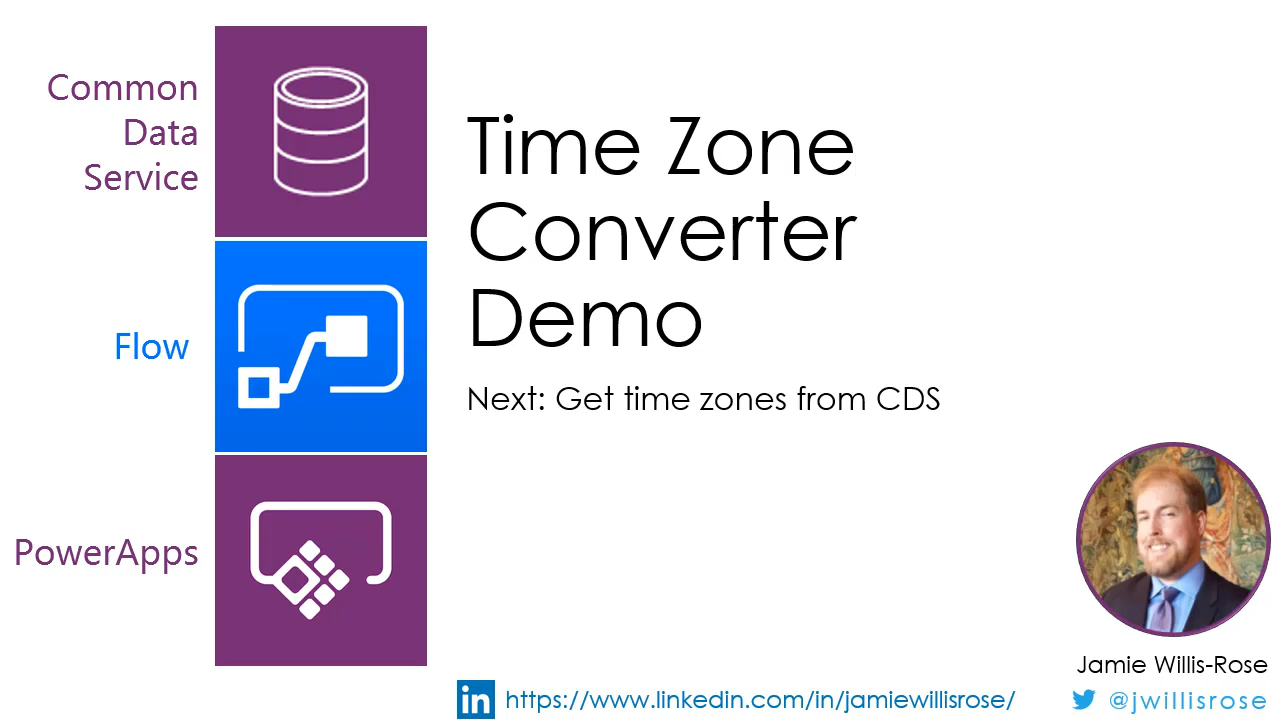 Common
Data
Service
Flow
PowerApps
Time Zone
Converter
Demo
Next: Get time zones from CDS
Jamie Willis-Rose
in https://www.linkedin.com/in/jamiewillisrose/
@jwillisrose